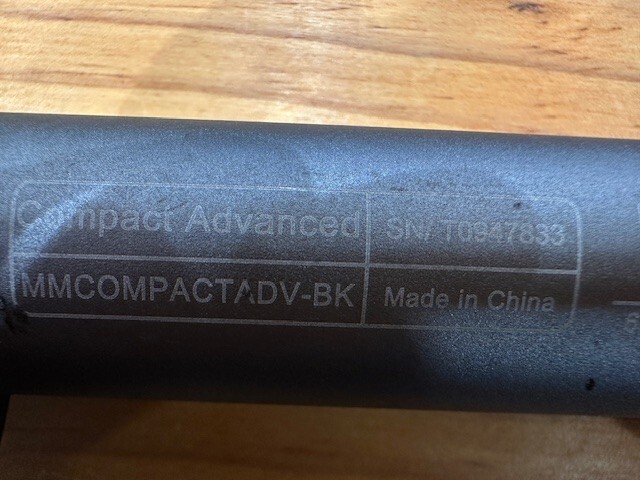 Compact Advanced
SN/ T0947833
MMCOMPACTADV-BK
Made in China